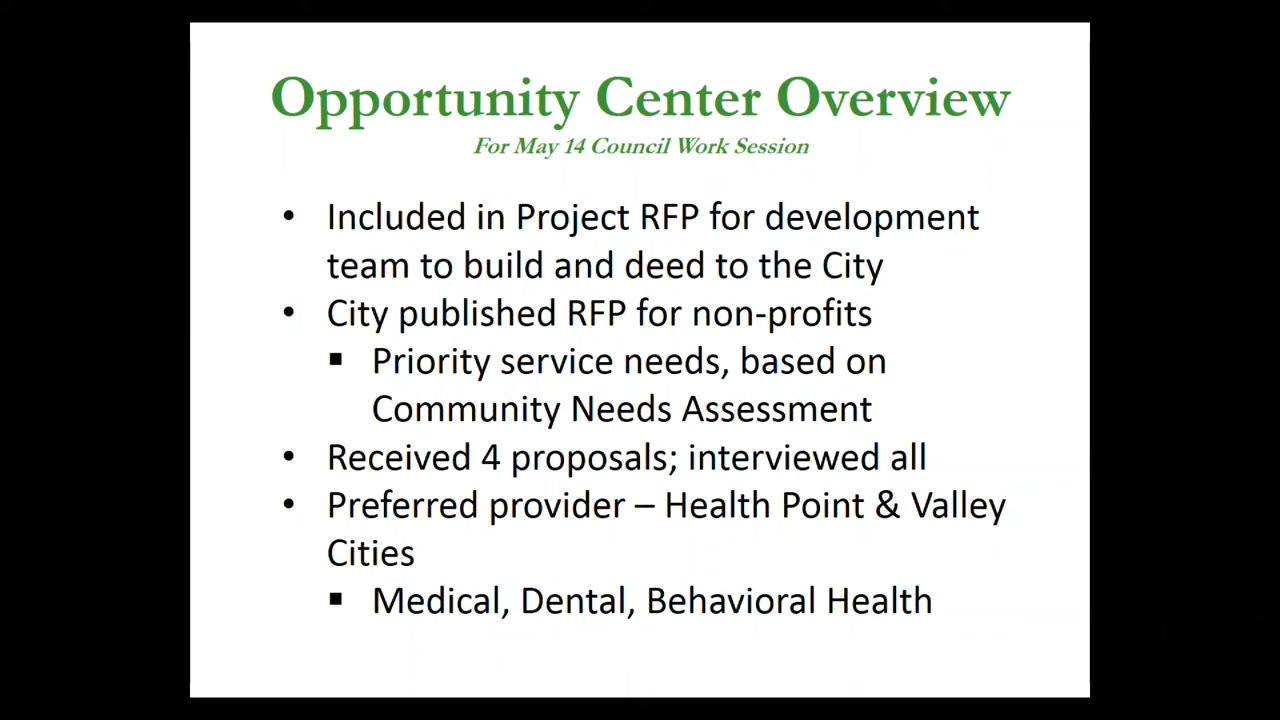 Opportunity Center Overview
For May 14 Council Work Session
• Included in Project RFP for development
team to build and deed to the City
• City published RFP for non-profits
▪ Priority service needs, based on
Community Needs Assessment
• Received 4 proposals; interviewed all
• Preferred provider – Health Point & Valley
Cities
▪ Medical, Dental, Behavioral Health